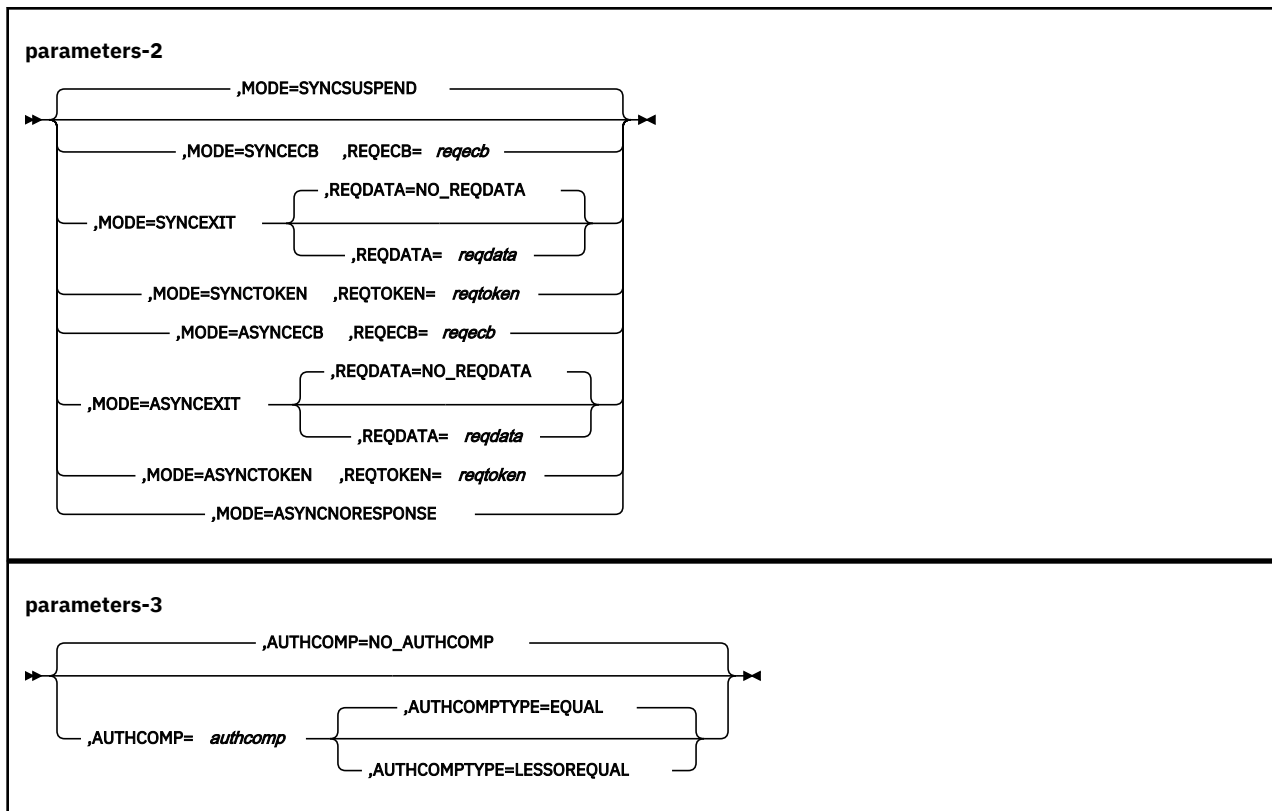 parameters-2
,MODE=SYNCSUSPEND
,MODE=SYNCECB ,REQECB= reqecb
,REQDATA=NO_REQDATA
,MODE=SYNCEXIT
,REQDATA= reqdata
,MODE=SYNCTOKEN ,REQTOKEN= reqtoken
,MODE=ASYNCECB ,REQECB= reqecb
,REQDATA=NO_REQDATA
,MODE=ASYNCEXIT
,REQDATA= reqdata
,MODE=ASYNCTOKEN ,REQTOKEN= reqtoken
,MODE=ASYNCNORESPONSE
parameters-3
,AUTHCOMP=NO_AUTHCOMP
,AUTHCOMPTYPE=EQUAL
,AUTHCOMP= authcomp
,AUTHCOMPTYPE=LESSOREQUAL